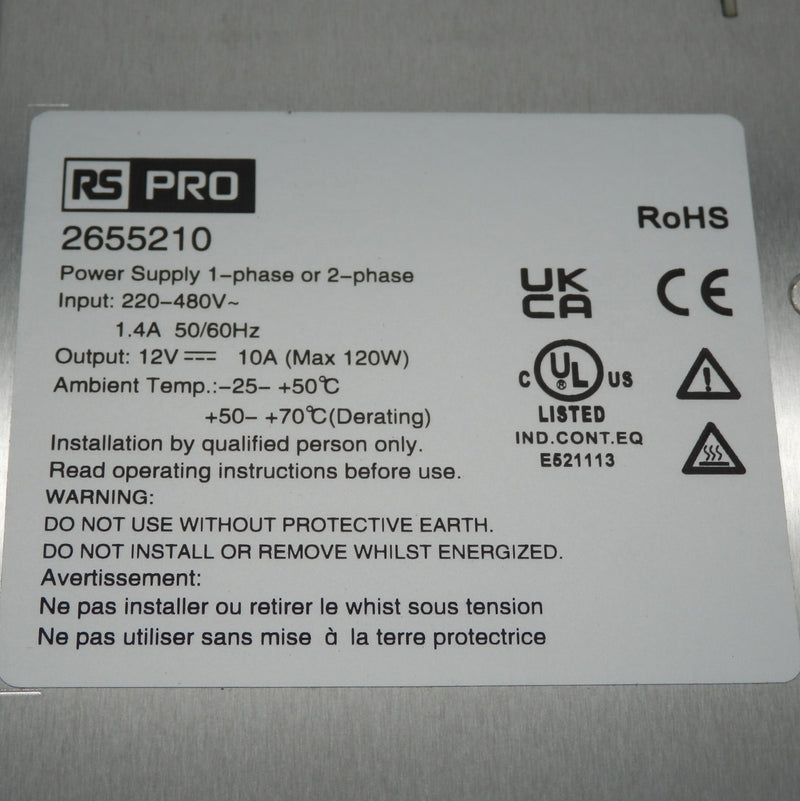 RS PRO
2655210
Power Supply 1-phase or 2-phase
Input: 220-480V~
1.4A 50/60Hz
Output: 12V⎓ 10A (Max 120W)
Ambient Temp.:-25- +50℃
+50- +70℃(Derating)
Installation by qualified person only.
Read operating instructions before use.
WARNING:
DO NOT USE WITHOUT PROTECTIVE EARTH.
DO NOT INSTALL OR REMOVE WHILST ENERGIZED.
Avertissement:
Ne pas installer ou retirer le whist sous tension
Ne pas utiliser sans mise à la terre protectrice
RoHS
UK
CA
CE
C UL ® US
LISTED
IND.CONT.EQ
E521113